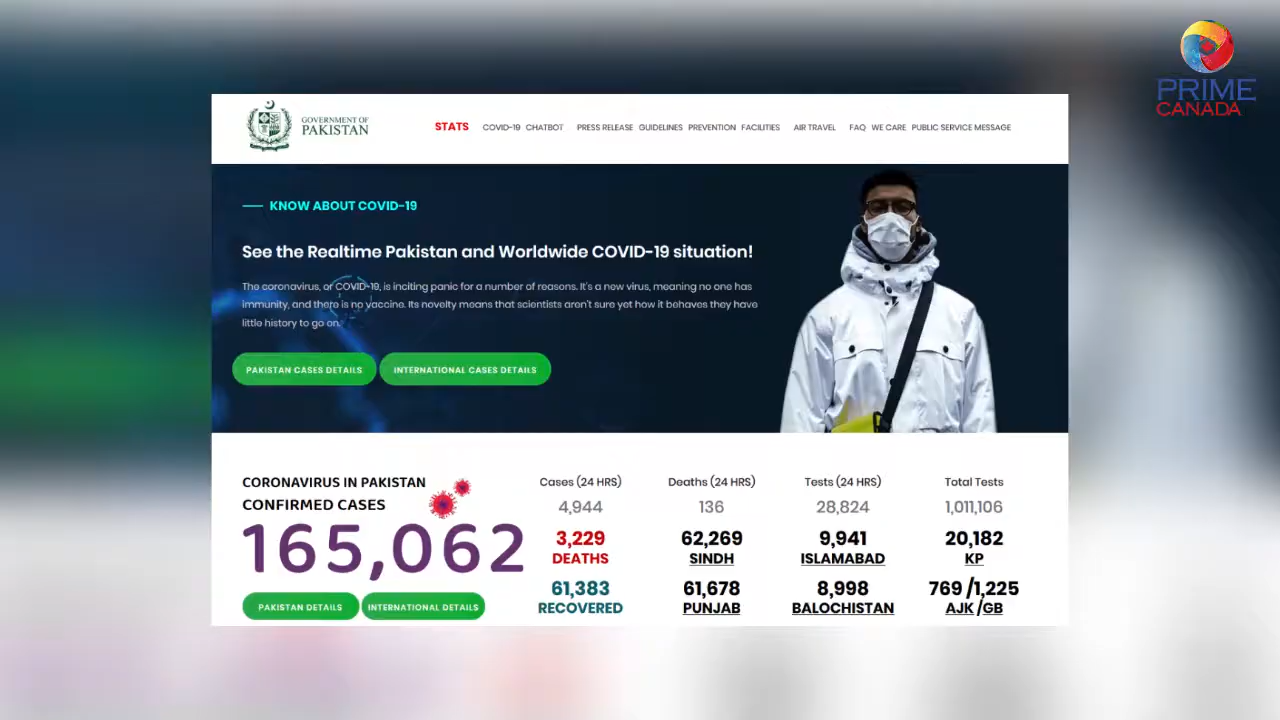 PRIME
CANADA
GOVERNMENT OF
PAKISTAN
STATS COVID-19 CHATBOT PRESS RELEASE GUIDELINES PREVENTION FACILITIES AIR TRAVEL FAQ WE CARE PUBLIC SERVICE MESSAGE
KNOW ABOUT COVID-19
See the Realtime Pakistan and Worldwide COVID-19 situation!
The coronavirus, or COVID-19, is inciting panic for a number of reasons. It's a new virus, meaning no one has
immunity, and there is no vaccine. Its novelty means that scientists aren't sure yet how it behaves they have
little history to go on.
PAKISTAN CASES DETAILS INTERNATIONAL CASES DETAILS
CORONAVIRUS IN PAKISTAN
CONFIRMED CASES
165,062
PAKISTAN DETAILS INTERNATIONAL DETAILS
Cases (24 HRS) Deaths (24 HRS) Tests (24 HRS) Total Tests
4,944 136 28,824 1,011,106
3,229 62,269 9,941 20,182
DEATHS SINDH ISLAMABAD KP
61,383 61,678 8,998 769 /1,225
RECOVERED PUNJAB BALOCHISTAN AJK /GB